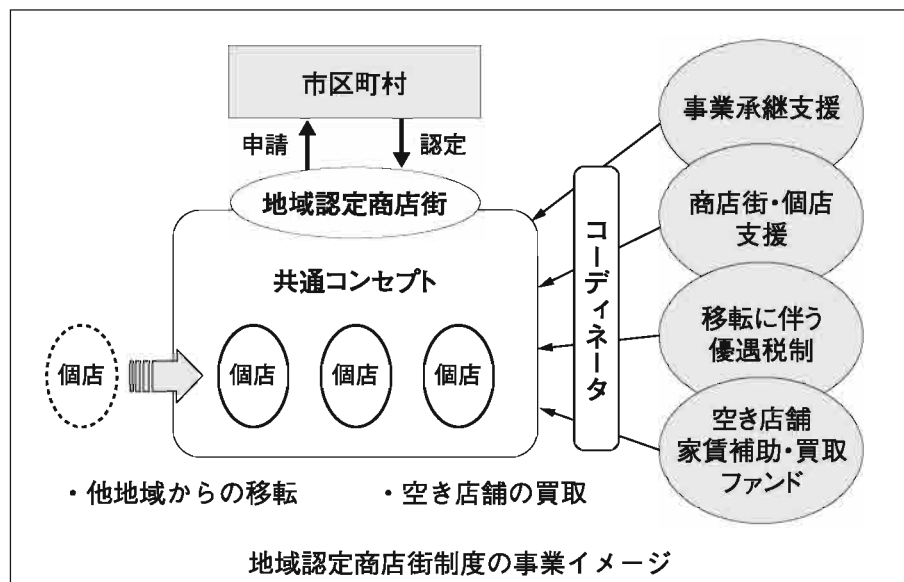 市区町村
申請
認定
地域認定商店街
共通コンセプト
個店
個店
個店
個店
コーディネータ
事業承継支援
商店街・個店
支援
移転に伴う
優遇税制
空き店舗
家賃補助・買取
ファンド
・他地域からの移転
・空き店舗の買取
地域認定商店街制度の事業イメージ